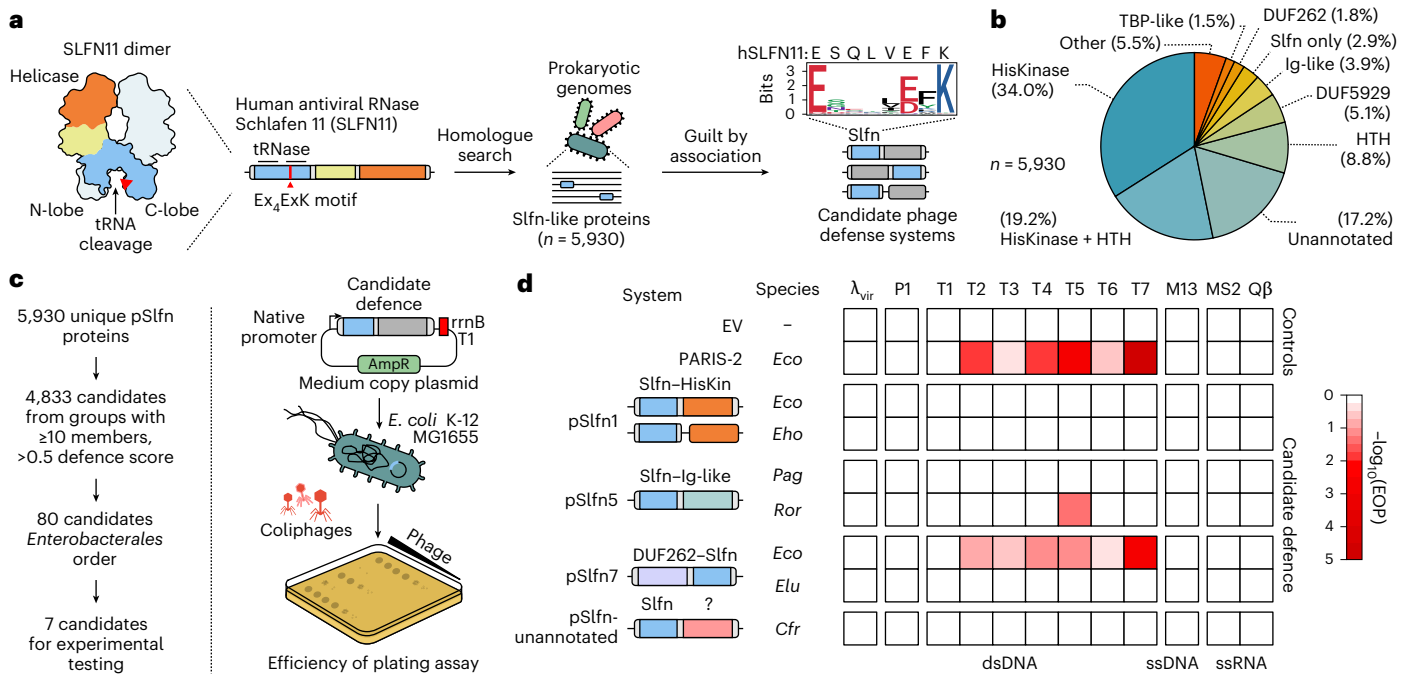 a
SLFN11 dimer
Helicase
N-lobe
C-lobe
tRNA
cleavage
Human antiviral RNase
Schlafen 11 (SLFN11)
tRNase
Ex4ExK motif
Homologue
search
Prokaryotic
genomes
Slfn-like proteins
(n = 5,930)
Guilt by
association
hSLFN11: E S Q L V E F K
Bits
3
2
1
0
Slfn
Candidate phage
defense systems
b
TBP-like (1.5%)
Other (5.5%)
HisKinase
(34.0%)
DUF262 (1.8%)
Slfn only (2.9%)
Ig-like (3.9%)
DUF5929
(5.1%)
HTH
(8.8%)
n = 5,930
(19.2%)
HisKinase + HTH
(17.2%)
Unannotated
c
5,930 unique pSlfn
proteins
4,833 candidates
from groups with
≥10 members,
>0.5 defence score
80 candidates
Enterobacterales
order
7 candidates
for experimental
testing
Candidate
defence
Native
promoter
rrnB
T1
AmpR
Medium copy plasmid
E. coli K-12
MG1655
Coliphages
Phage
Efficiency of plating assay
d
System
Species
λvir P1 T1 T2 T3 T4 T5 T6 T7 M13 MS2 Qβ
EV –
PARIS-2 Eco
Controls
Slfn–HisKin
pSlfn1
Eco
Eho
Slfn–Ig-like
pSlfn5
Pag
Ror
DUF262–Slfn
pSlfn7
Eco
Elu
Slfn ?
pSlfn-
unannotated
Cfr
Candidate defence
dsDNA ssDNA ssRNA
0
1
2
3
4
5
–log10(EOP)